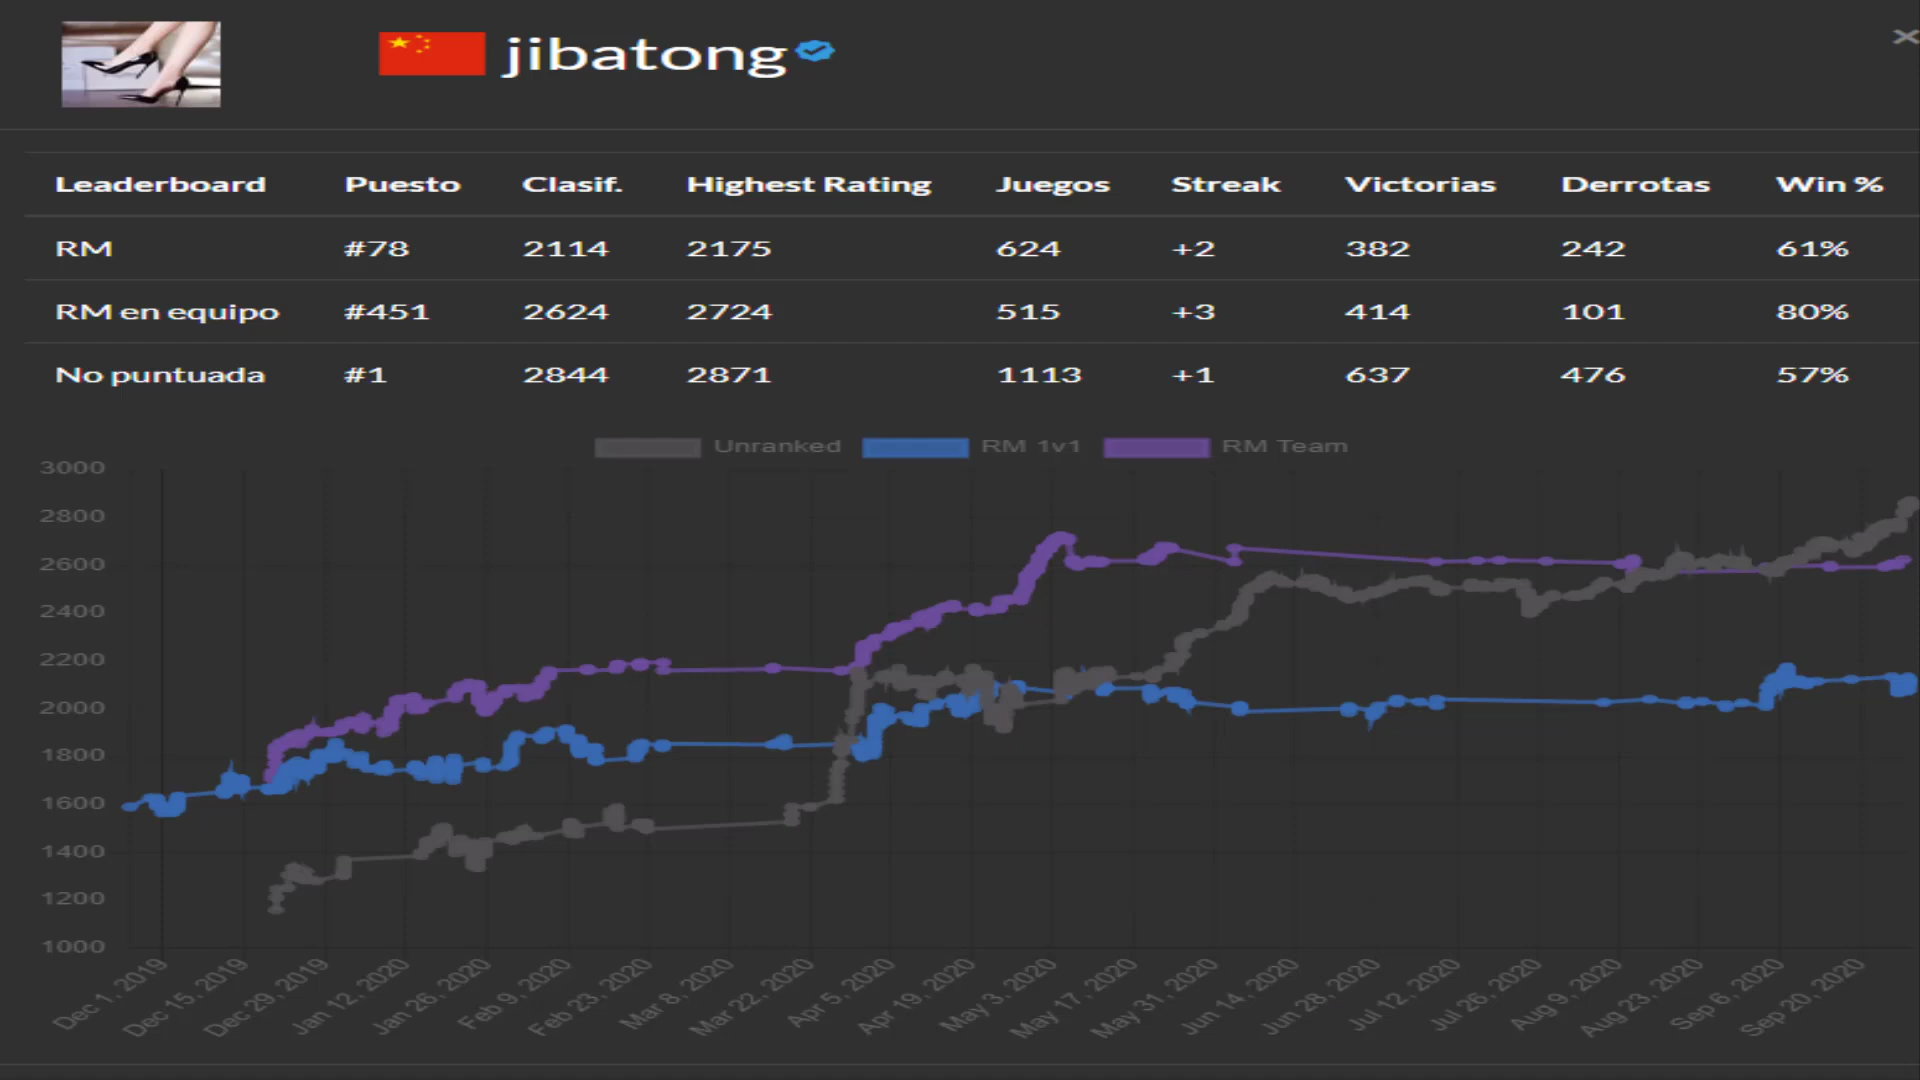 jibatong
×
Leaderboard Puesto Clasif. Highest Rating Juegos Streak Victorias Derrotas Win %
RM #78 2114 2175 624 +2 382 242 61%
RM en equipo #451 2624 2724 515 +3 414 101 80%
No puntuada #1 2844 2871 1113 +1 637 476 57%
Unranked RM 1v1 RM Team
3000
2800
2600
2400
2200
2000
1800
1600
1400
1200
1000
Dec 1, 2019 Dec 15, 2019 Dec 29, 2019 Jan 12, 2020 Jan 26, 2020 Feb 9, 2020 Feb 23, 2020 Mar 8, 2020 Mar 22, 2020 Apr 5, 2020 Apr 19, 2020 May 3, 2020 May 17, 2020 May 31, 2020 Jun 14, 2020 Jun 28, 2020 Jul 12, 2020 Jul 26, 2020 Aug 9, 2020 Aug 23, 2020 Sep 6, 2020 Sep 20, 2020